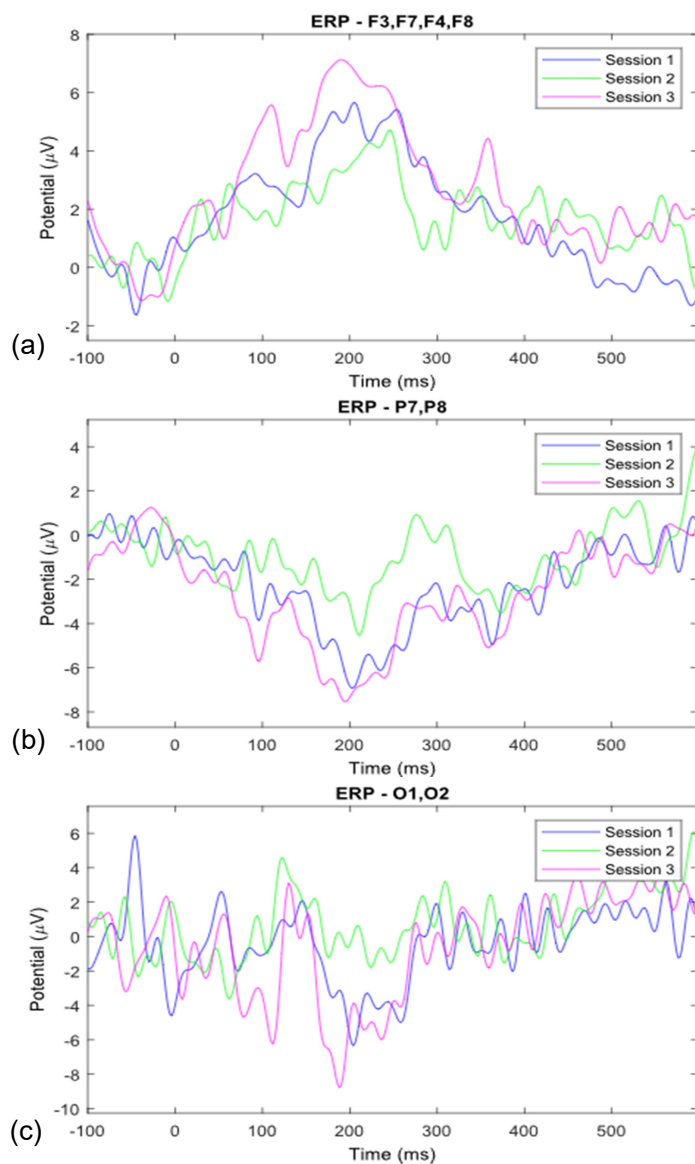 ERP - F3,F7,F4,F8
8
6
4
2
0
-2
Potential (μV)
Session 1
Session 2
Session 3
-100 0 100 200 300 400 500
Time (ms)
(a)
ERP - P7,P8
4
2
0
-2
-4
-6
-8
Potential (μV)
Session 1
Session 2
Session 3
-100 0 100 200 300 400 500
Time (ms)
(b)
ERP - O1,O2
6
4
2
0
-2
-4
-6
-8
-10
Potential (μV)
Session 1
Session 2
Session 3
-100 0 100 200 300 400 500
Time (ms)
(c)